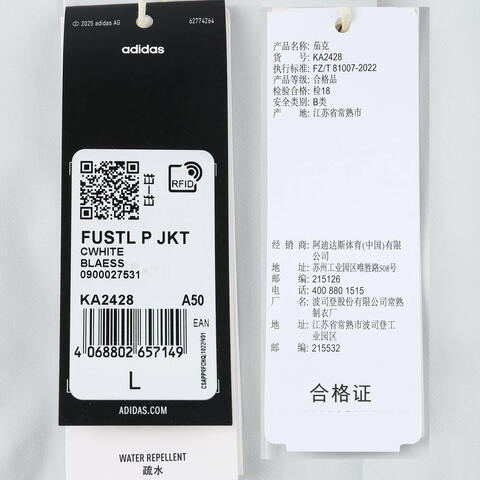 © 2025 adidas AG
62774264
adidas
RFID
FUSTL P JKT
CWHITE
BLAESS
0900027531
KA2428 A50
EAN
4 068802 657149
L
ADIDAS.COM
WATER REPELLENT
疏水
产品名称: 茄克
货 号: KA2428
执行标准: FZ/T 81007-2022
产品等级: 合格品
检验合格: 检18
安全类别: B类
产 地: 江苏省常熟市
经 销 商: 阿迪达斯体育(中国)有限
公司
地 址: 苏州工业园区唯胜路508号
邮 编: 215126
电 话: 400 880 1515
厂 名: 波司登股份有限公司常熟
制衣厂
地 址: 江苏省常熟市波司登工
业园区
邮 编: 215532
合格证